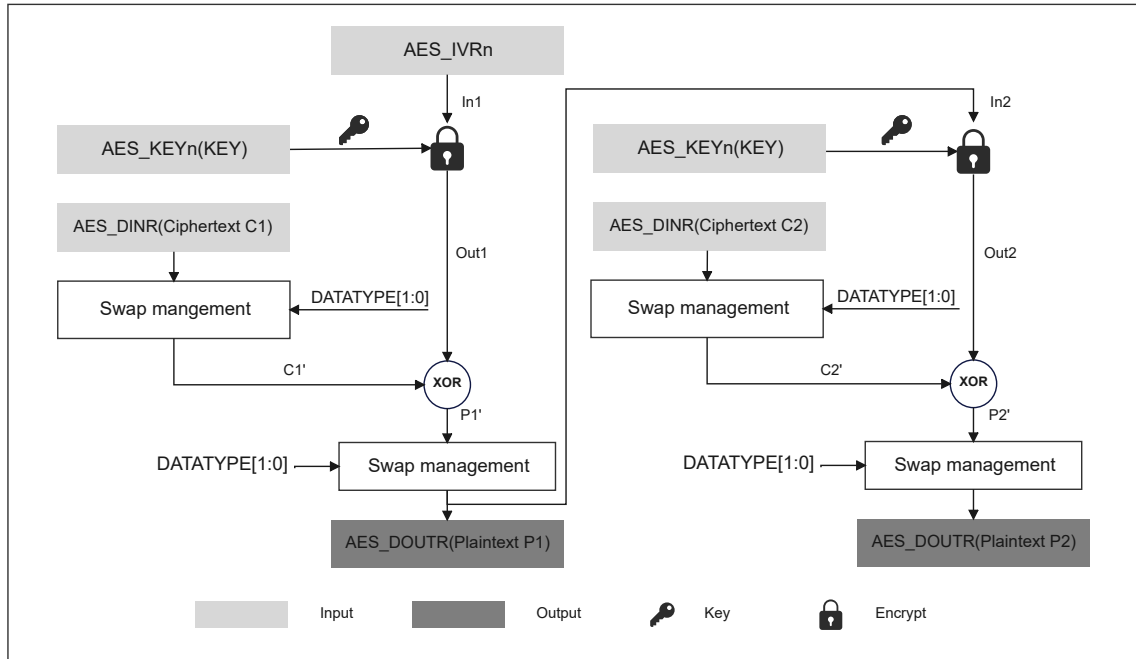 AES_IVRn
In1
In2
AES_KEYn(KEY)
AES_KEYn(KEY)
AES_DINR(Ciphertext C1)
AES_DINR(Ciphertext C2)
Out1
Out2
Swap mangement
DATATYPE[1:0]
Swap management
DATATYPE[1:0]
C1'
XOR
C2'
XOR
P1'
P2'
DATATYPE[1:0]
Swap management
DATATYPE[1:0]
Swap management
AES_DOUTR(Plaintext P1)
AES_DOUTR(Plaintext P2)
Input
Output
Key
Encrypt